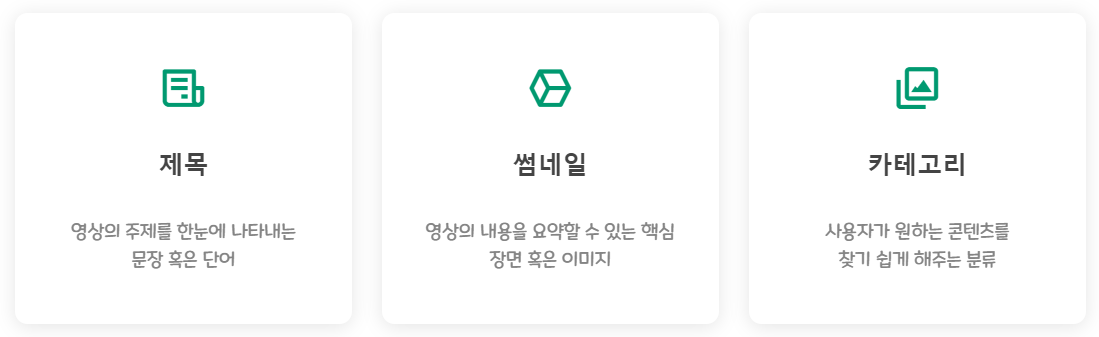 제목
영상의 주제를 한눈에 나타내는
문장 혹은 단어
썸네일
영상의 내용을 요약할 수 있는 핵심
장면 혹은 이미지
카테고리
사용자가 원하는 콘텐츠를
찾기 쉽게 해주는 분류